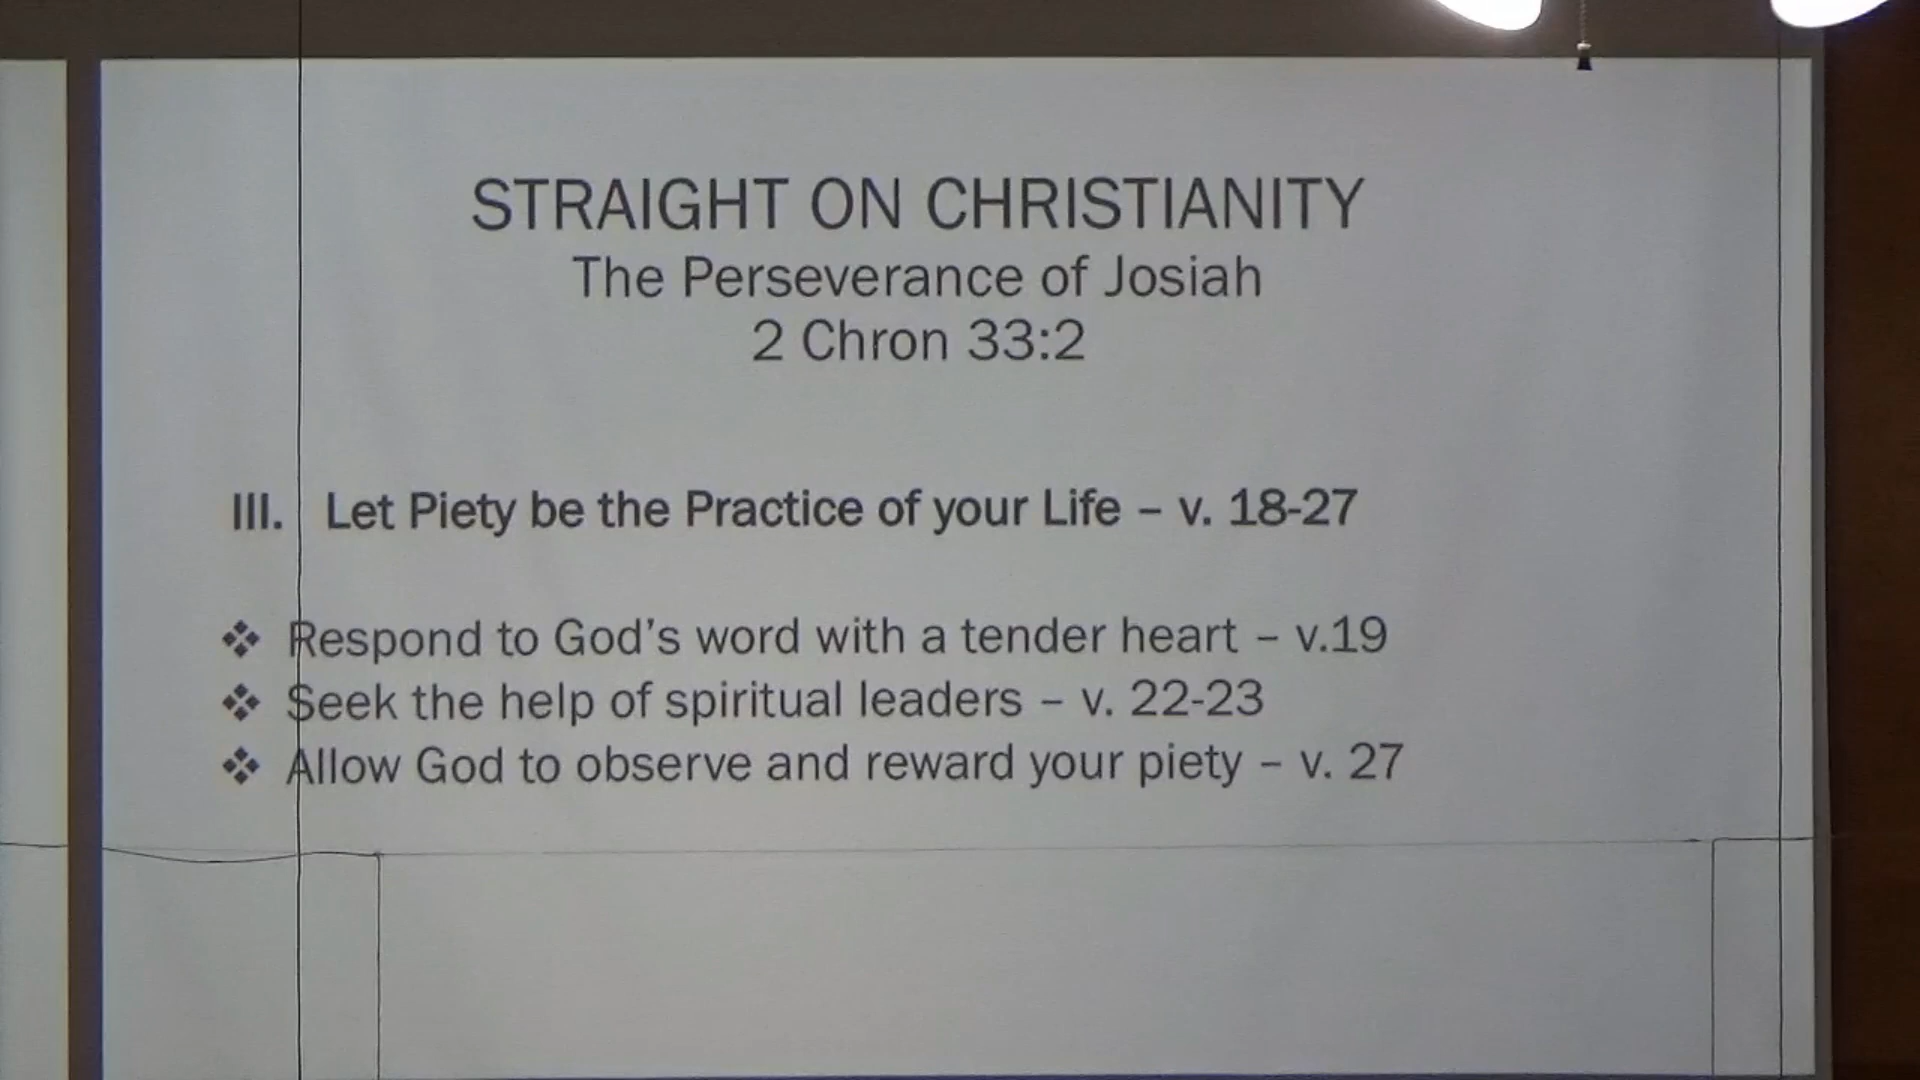 STRAIGHT ON CHRISTIANITY
The Perseverance of Josiah
2 Chron 33:2
III. Let Piety be the Practice of your Life – v. 18-27
❖ Respond to God's word with a tender heart – v.19
❖ Seek the help of spiritual leaders – v. 22-23
❖ Allow God to observe and reward your piety – v. 27